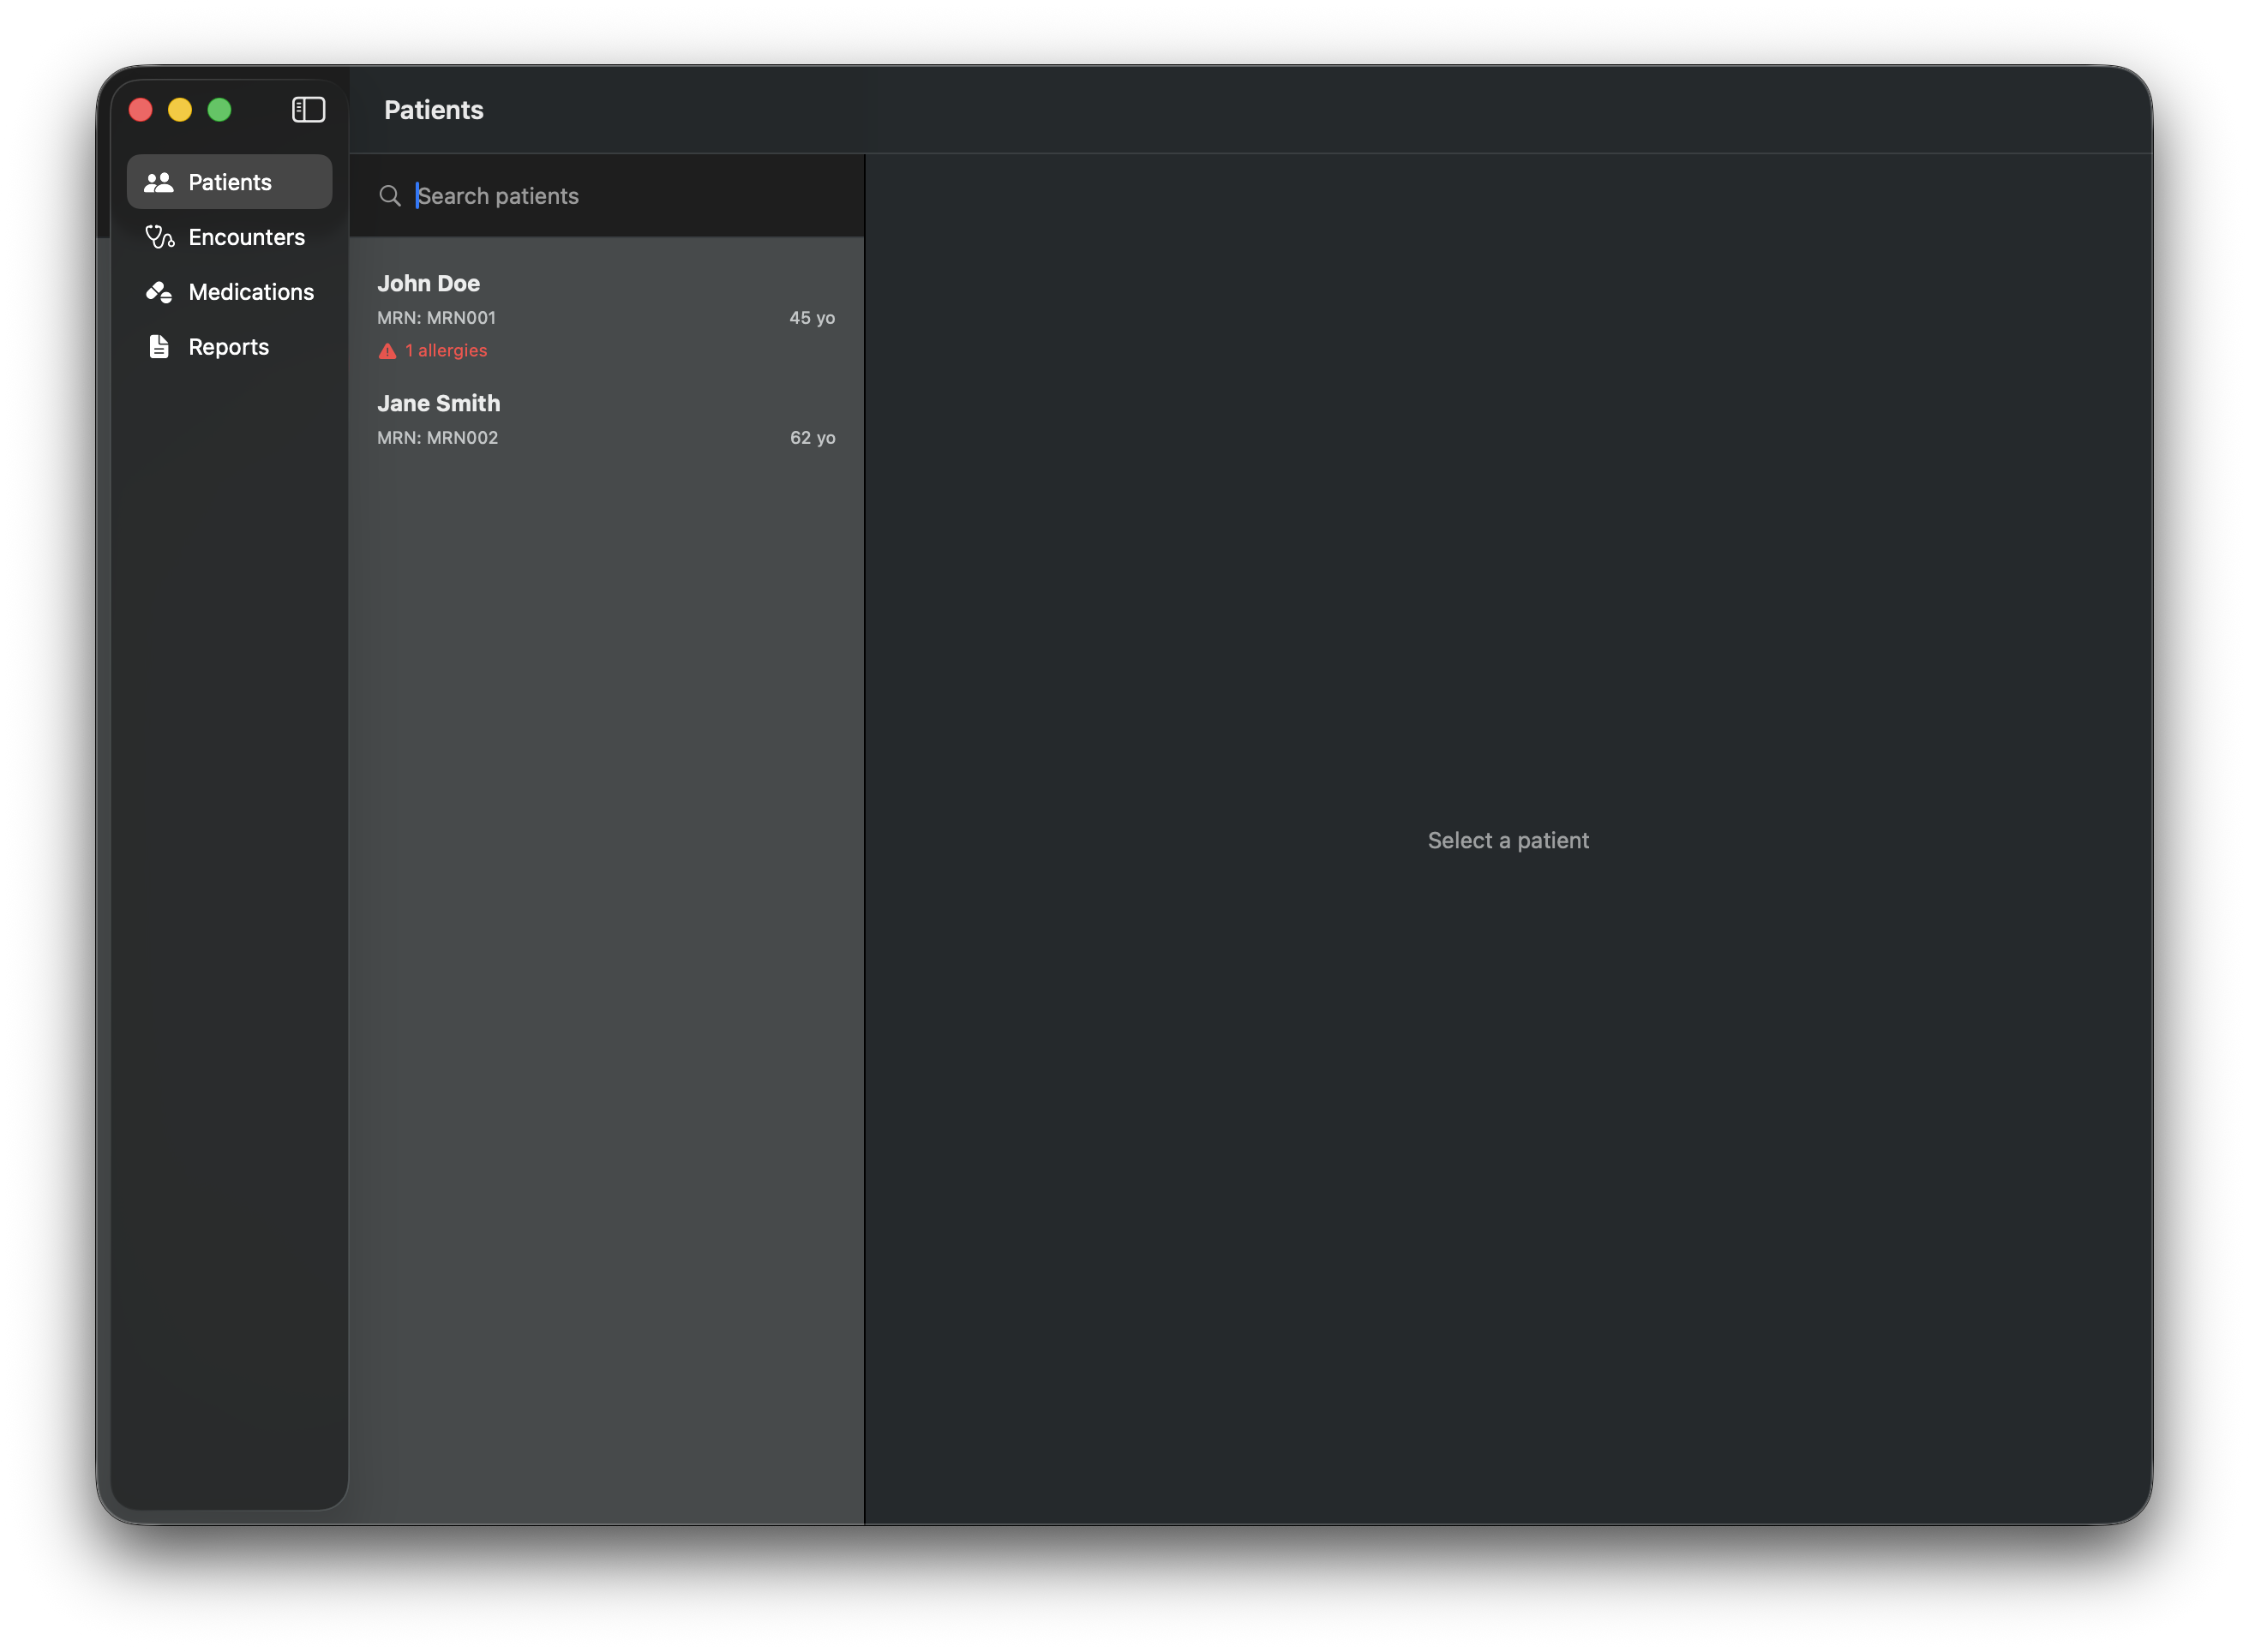 Patients
Encounters
Medications
Reports
Patients
Search patients
John Doe
MRN: MRN001 45 yo
1 allergies
Jane Smith
MRN: MRN002 62 yo
Select a patient